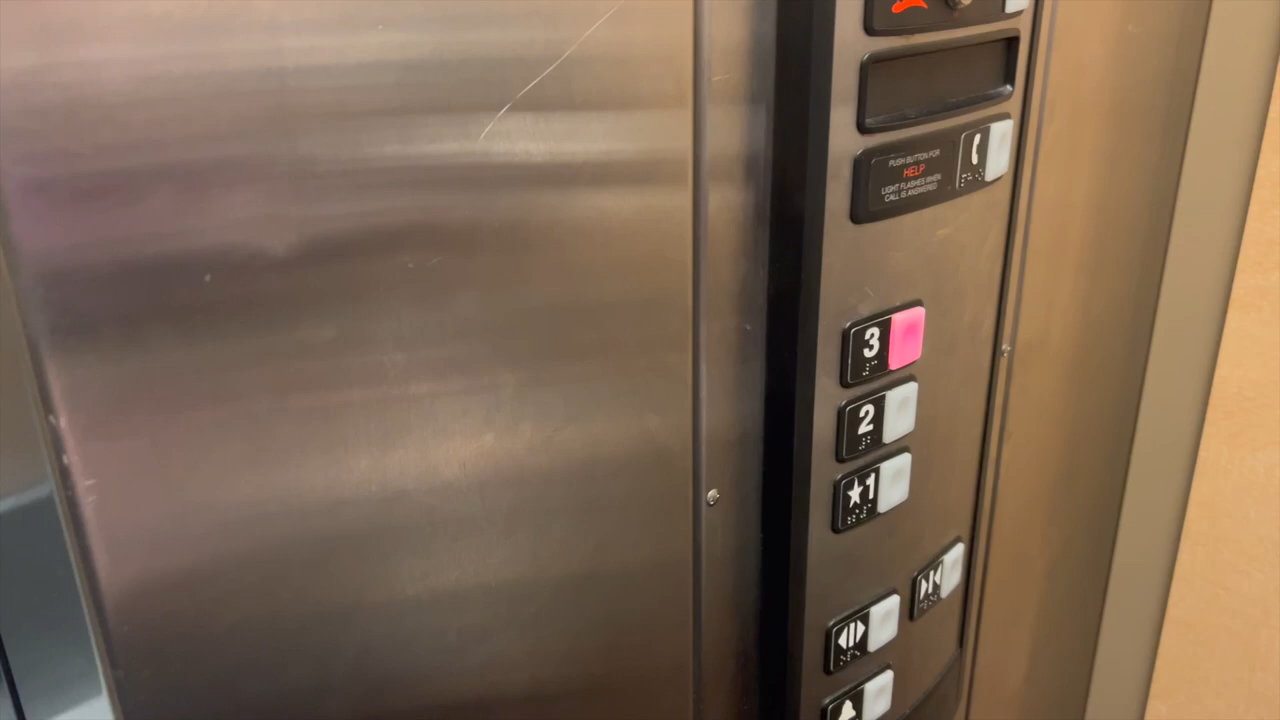 PUSH BUTTON FOR
HELP
LIGHT FLASHES WHEN
CALL IS ANSWERED
3
2
★1